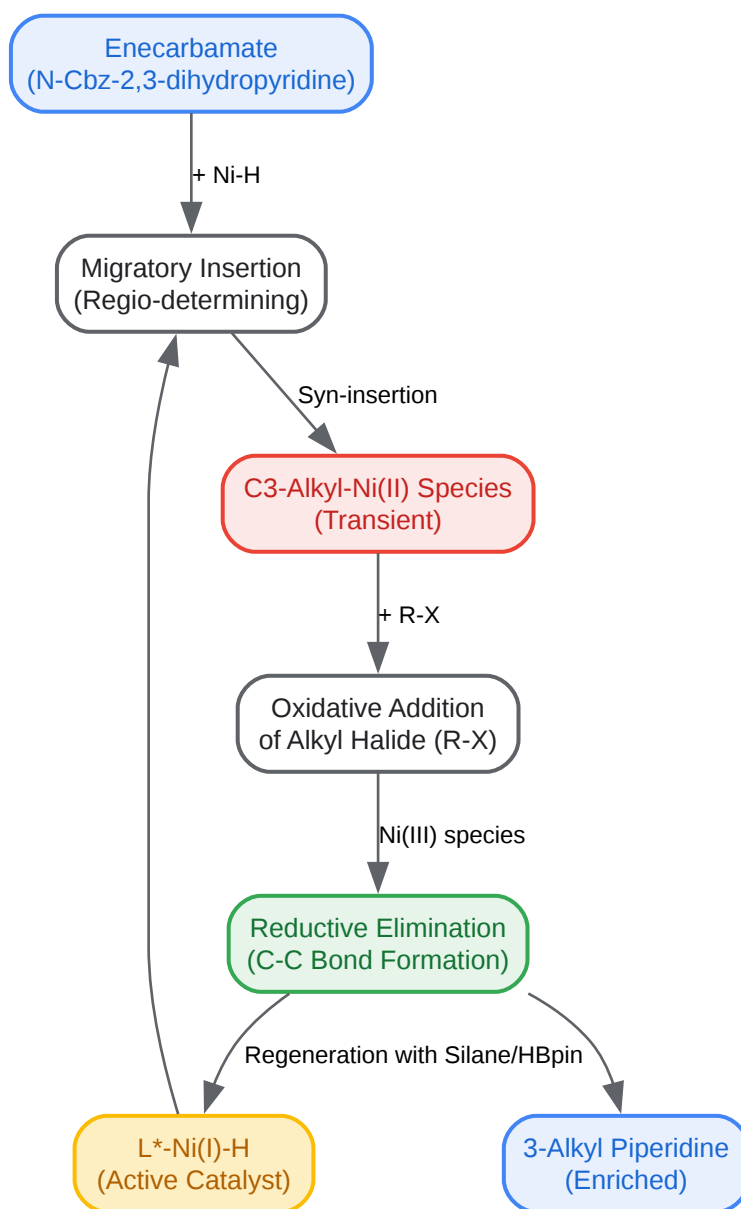 Enecarbamate
(N-Cbz-2,3-dihydropyridine)
+ Ni-H
Migratory Insertion
(Regio-determining)
Syn-insertion
C3-Alkyl-Ni(II) Species
(Transient)
+ R-X
Oxidative Addition
of Alkyl Halide (R-X)
Ni(III) species
Reductive Elimination
(C-C Bond Formation)
Regeneration with Silane/HBpin
L*-Ni(I)-H
(Active Catalyst)
3-Alkyl Piperidine
(Enriched)